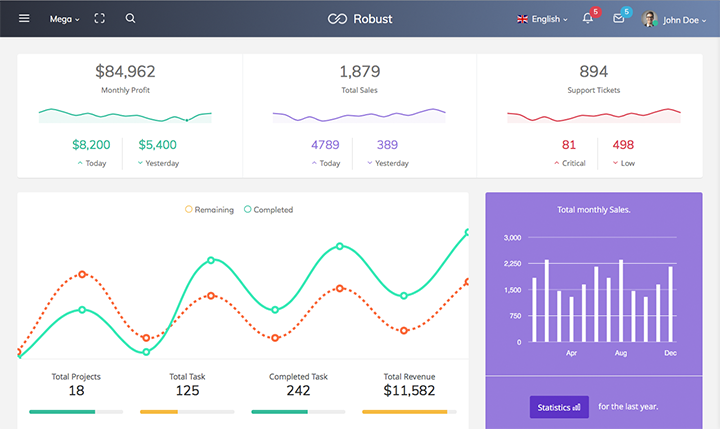 Mega
Robust
English
5
5
John Doe
$84,962
Monthly Profit
$8,200
Today
$5,400
Yesterday
1,879
Total Sales
4789
Today
389
Yesterday
894
Support Tickets
81
Critical
498
Low
Remaining
Completed
Total Projects
18
Total Task
125
Completed Task
242
Total Revenue
$11,582
Total monthly Sales.
3,000
2,250
1,500
750
0
Apr
Aug
Dec
Statistics
for the last year.